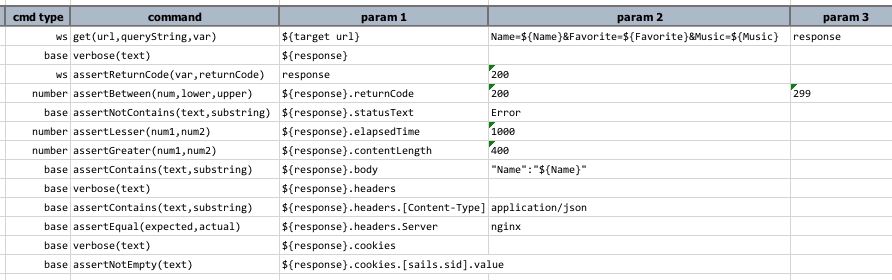 cmd type command param 1 param 2 param 3
ws get(url,queryString,var) ${target url} Name=${Name}&Favorite=${Favorite}&Music=${Music} response
base verbose(text) ${response}
ws assertReturnCode(var,returnCode) response 200
number assertBetween(num,lower,upper) ${response}.returnCode 200 299
base assertNotContains(text,substring) ${response}.statusText Error
number assertLesser(num1,num2) ${response}.elapsedTime 1000
number assertGreater(num1,num2) ${response}.contentLength 400
base assertContains(text,substring) ${response}.body "Name":"${Name}"
base verbose(text) ${response}.headers
base assertContains(text,substring) ${response}.headers.[Content-Type] application/json
base assertEqual(expected,actual) ${response}.headers.Server nginx
base verbose(text) ${response}.cookies
base assertNotEmpty(text) ${response}.cookies.[sails.sid].value